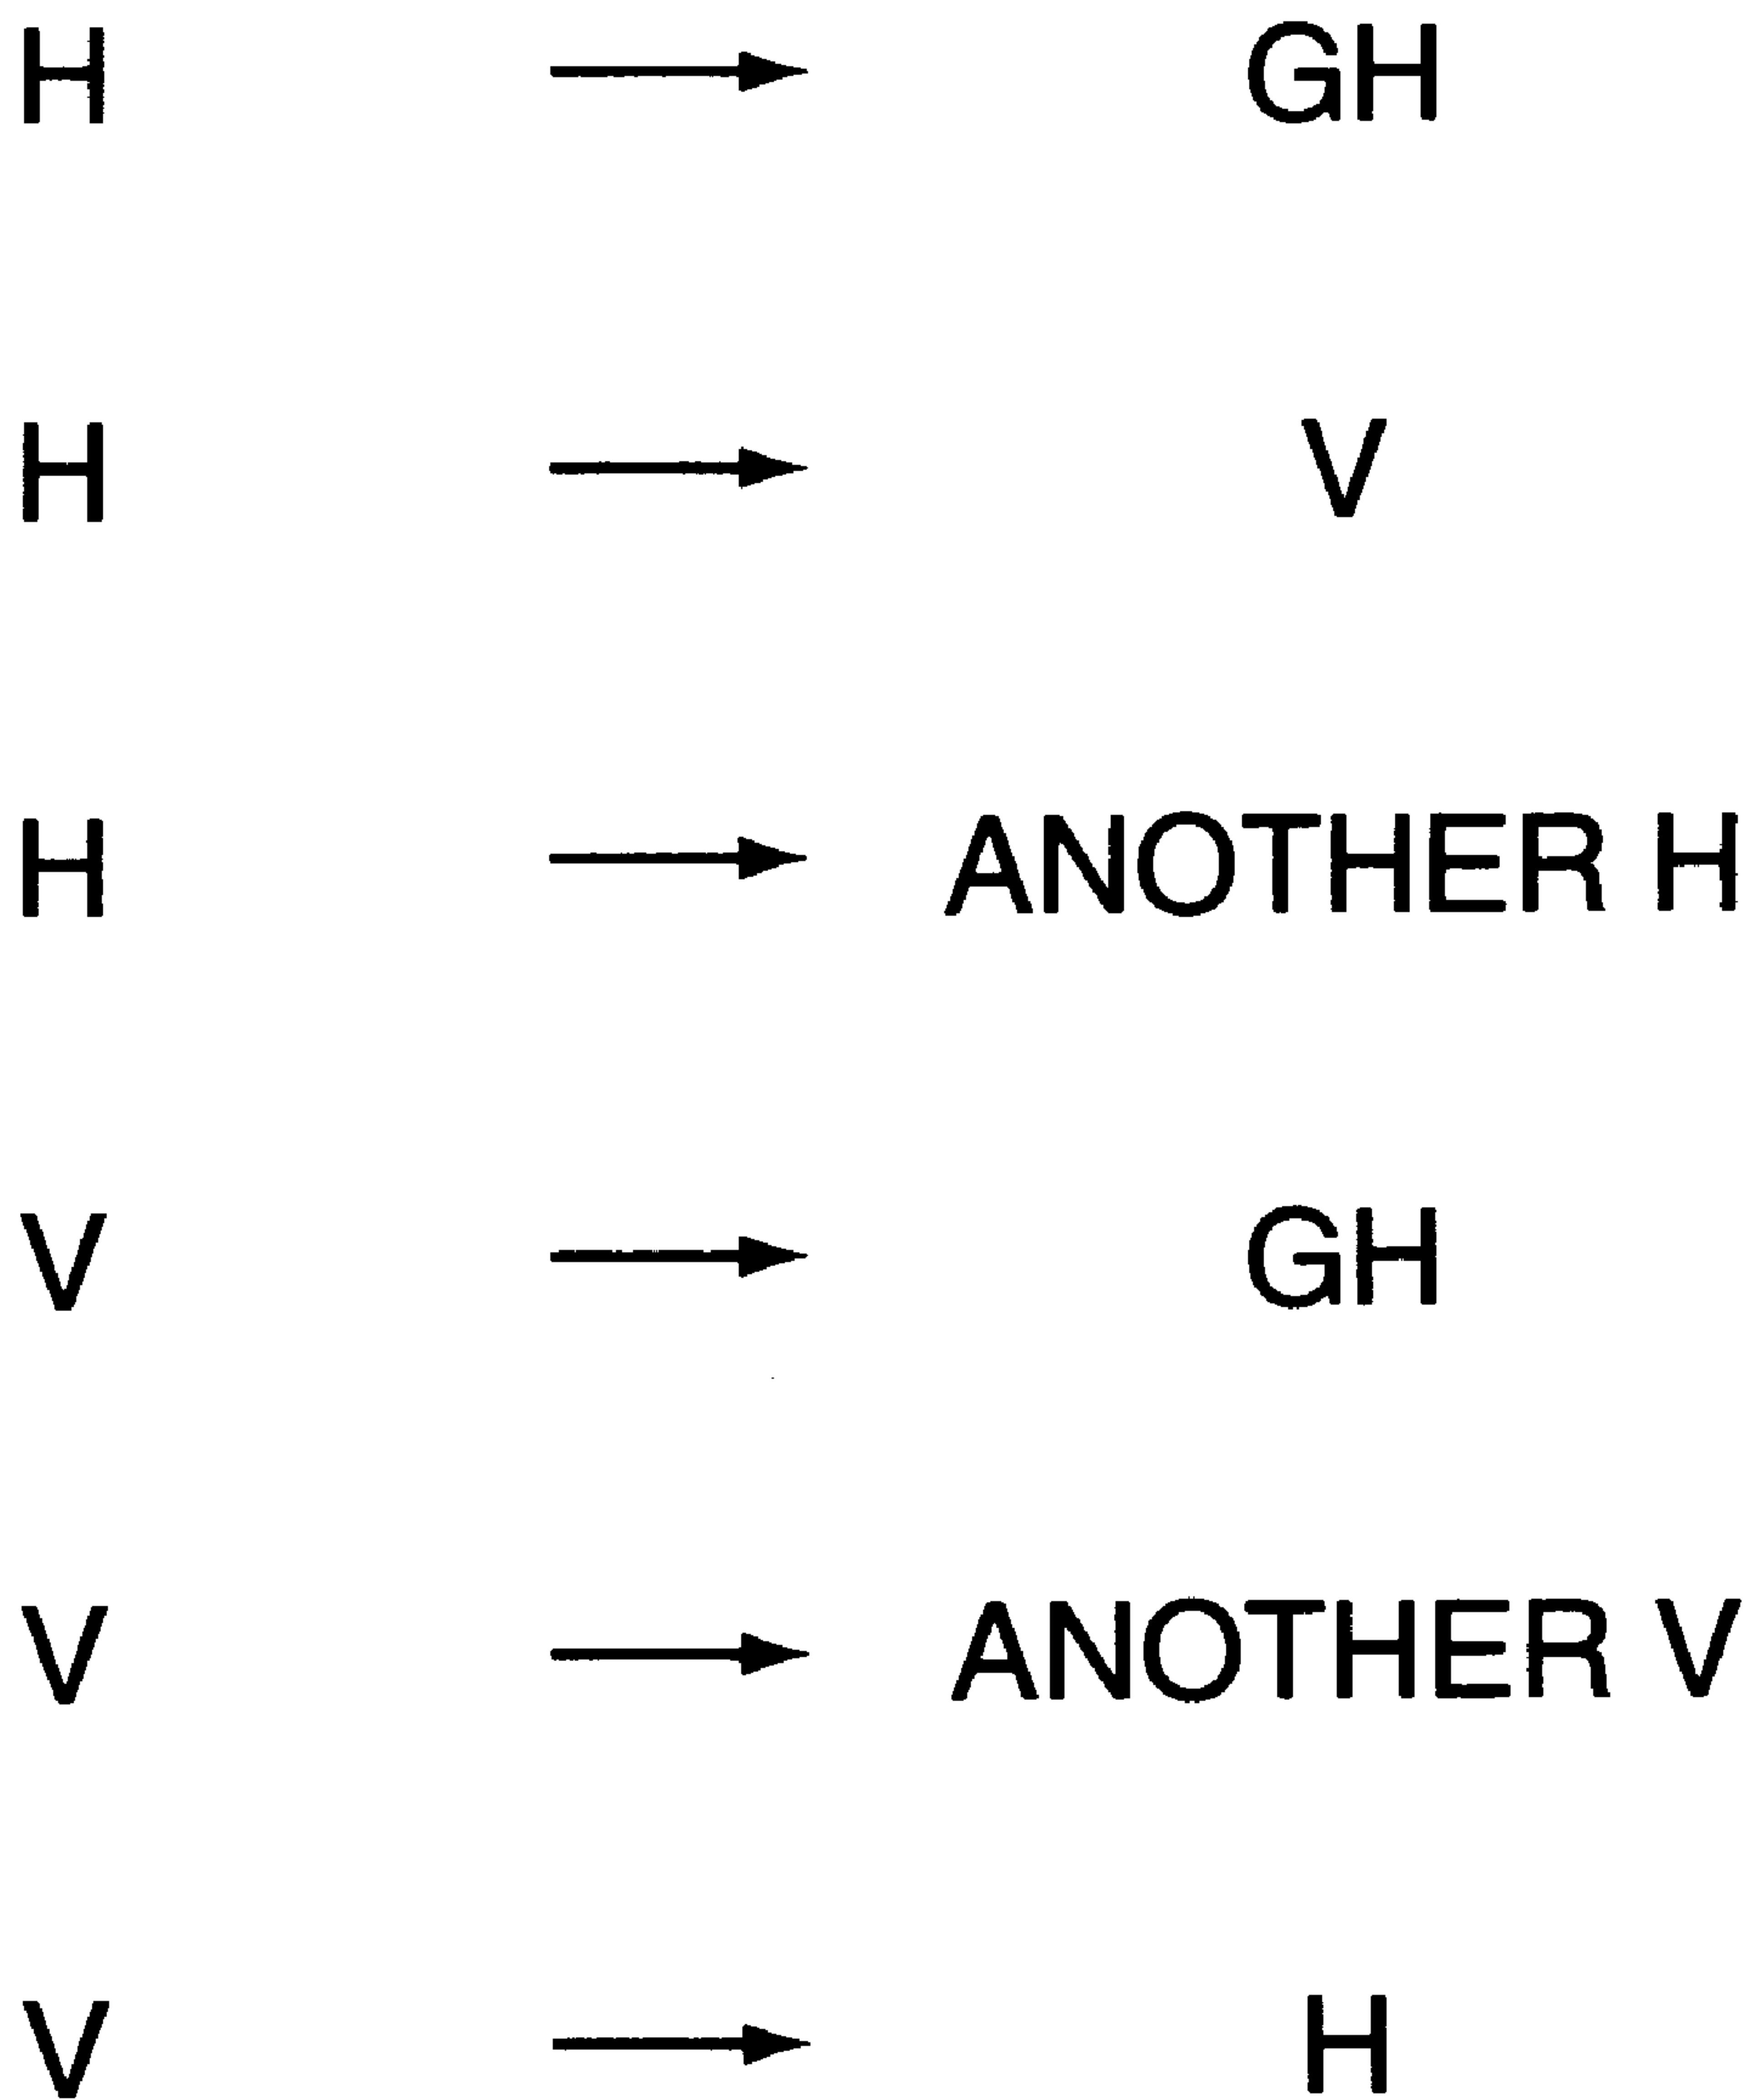 H → GH
H → V
H → ANOTHER H
V → GH
V → ANOTHER V
V → H